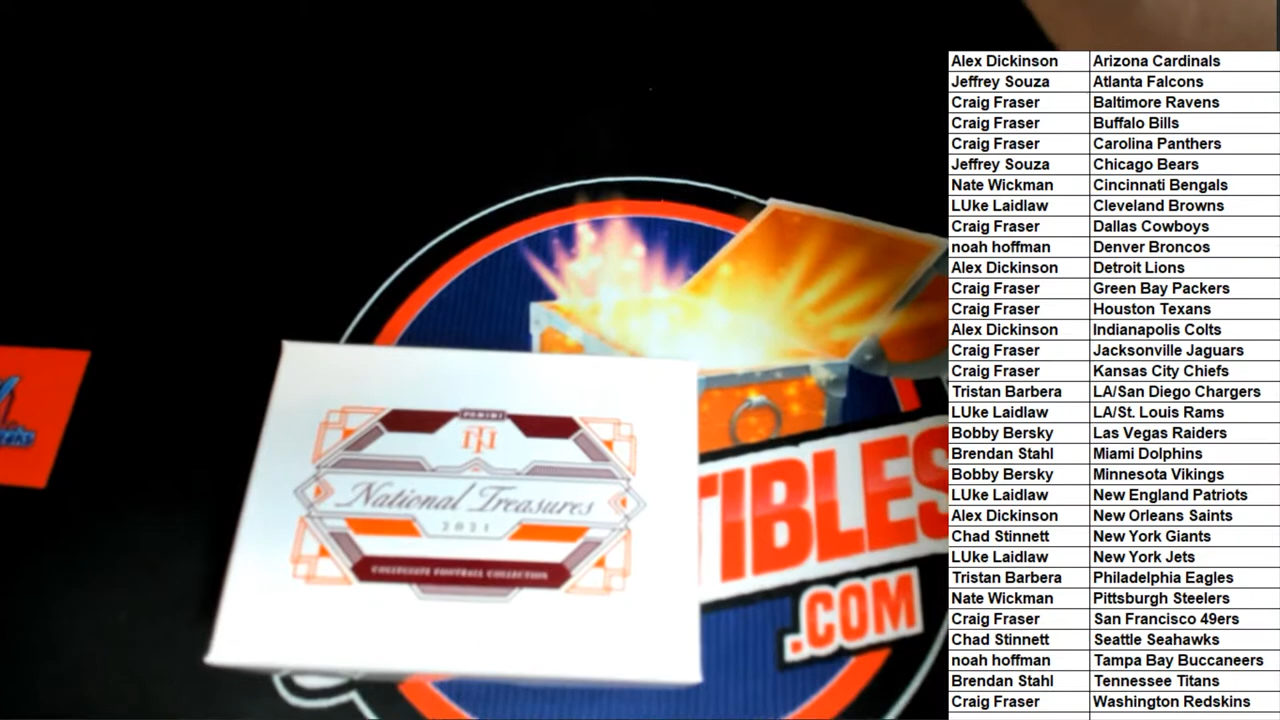 PANINI
NT
National Treasures
2021
COLLEGIATE FOOTBALL COLLECTION
TIBLES
.COM
Alex Dickinson Arizona Cardinals
Jeffrey Souza Atlanta Falcons
Craig Fraser Baltimore Ravens
Craig Fraser Buffalo Bills
Craig Fraser Carolina Panthers
Jeffrey Souza Chicago Bears
Nate Wickman Cincinnati Bengals
LUke Laidlaw Cleveland Browns
Craig Fraser Dallas Cowboys
noah hoffman Denver Broncos
Alex Dickinson Detroit Lions
Craig Fraser Green Bay Packers
Craig Fraser Houston Texans
Alex Dickinson Indianapolis Colts
Craig Fraser Jacksonville Jaguars
Craig Fraser Kansas City Chiefs
Tristan Barbera LA/San Diego Chargers
LUke Laidlaw LA/St. Louis Rams
Bobby Bersky Las Vegas Raiders
Brendan Stahl Miami Dolphins
Bobby Bersky Minnesota Vikings
LUke Laidlaw New England Patriots
Alex Dickinson New Orleans Saints
Chad Stinnett New York Giants
LUke Laidlaw New York Jets
Tristan Barbera Philadelphia Eagles
Nate Wickman Pittsburgh Steelers
Craig Fraser San Francisco 49ers
Chad Stinnett Seattle Seahawks
noah hoffman Tampa Bay Buccaneers
Brendan Stahl Tennessee Titans
Craig Fraser Washington Redskins